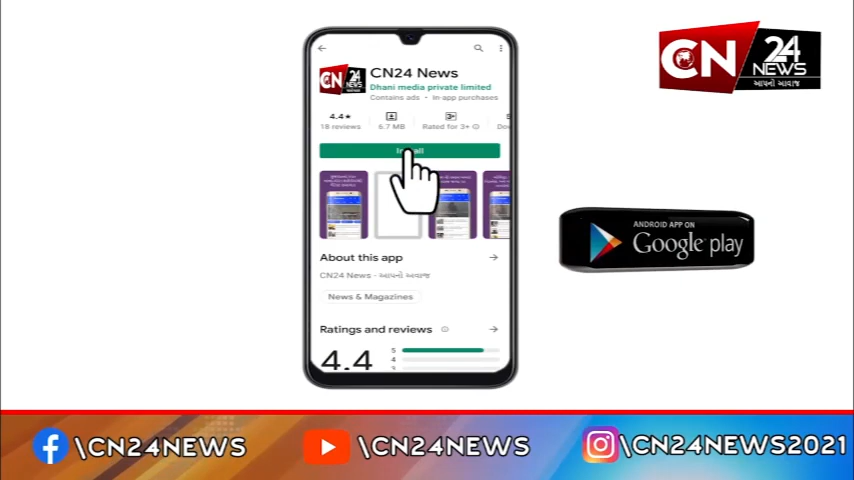 CN24 News
Dhani media private limited
Contains ads • In-app purchases
4.4★
18 reviews
6.7 MB
3+
Rated for 3+
About this app
CN24 News - આપનો અવાજ
News & Magazines
Ratings and reviews
4.4
5
4
3
CN 24
NEWS
આપનો અવાજ
ANDROID APP ON
Google play
\CN24NEWS
\CN24NEWS
\CN24NEWS2021